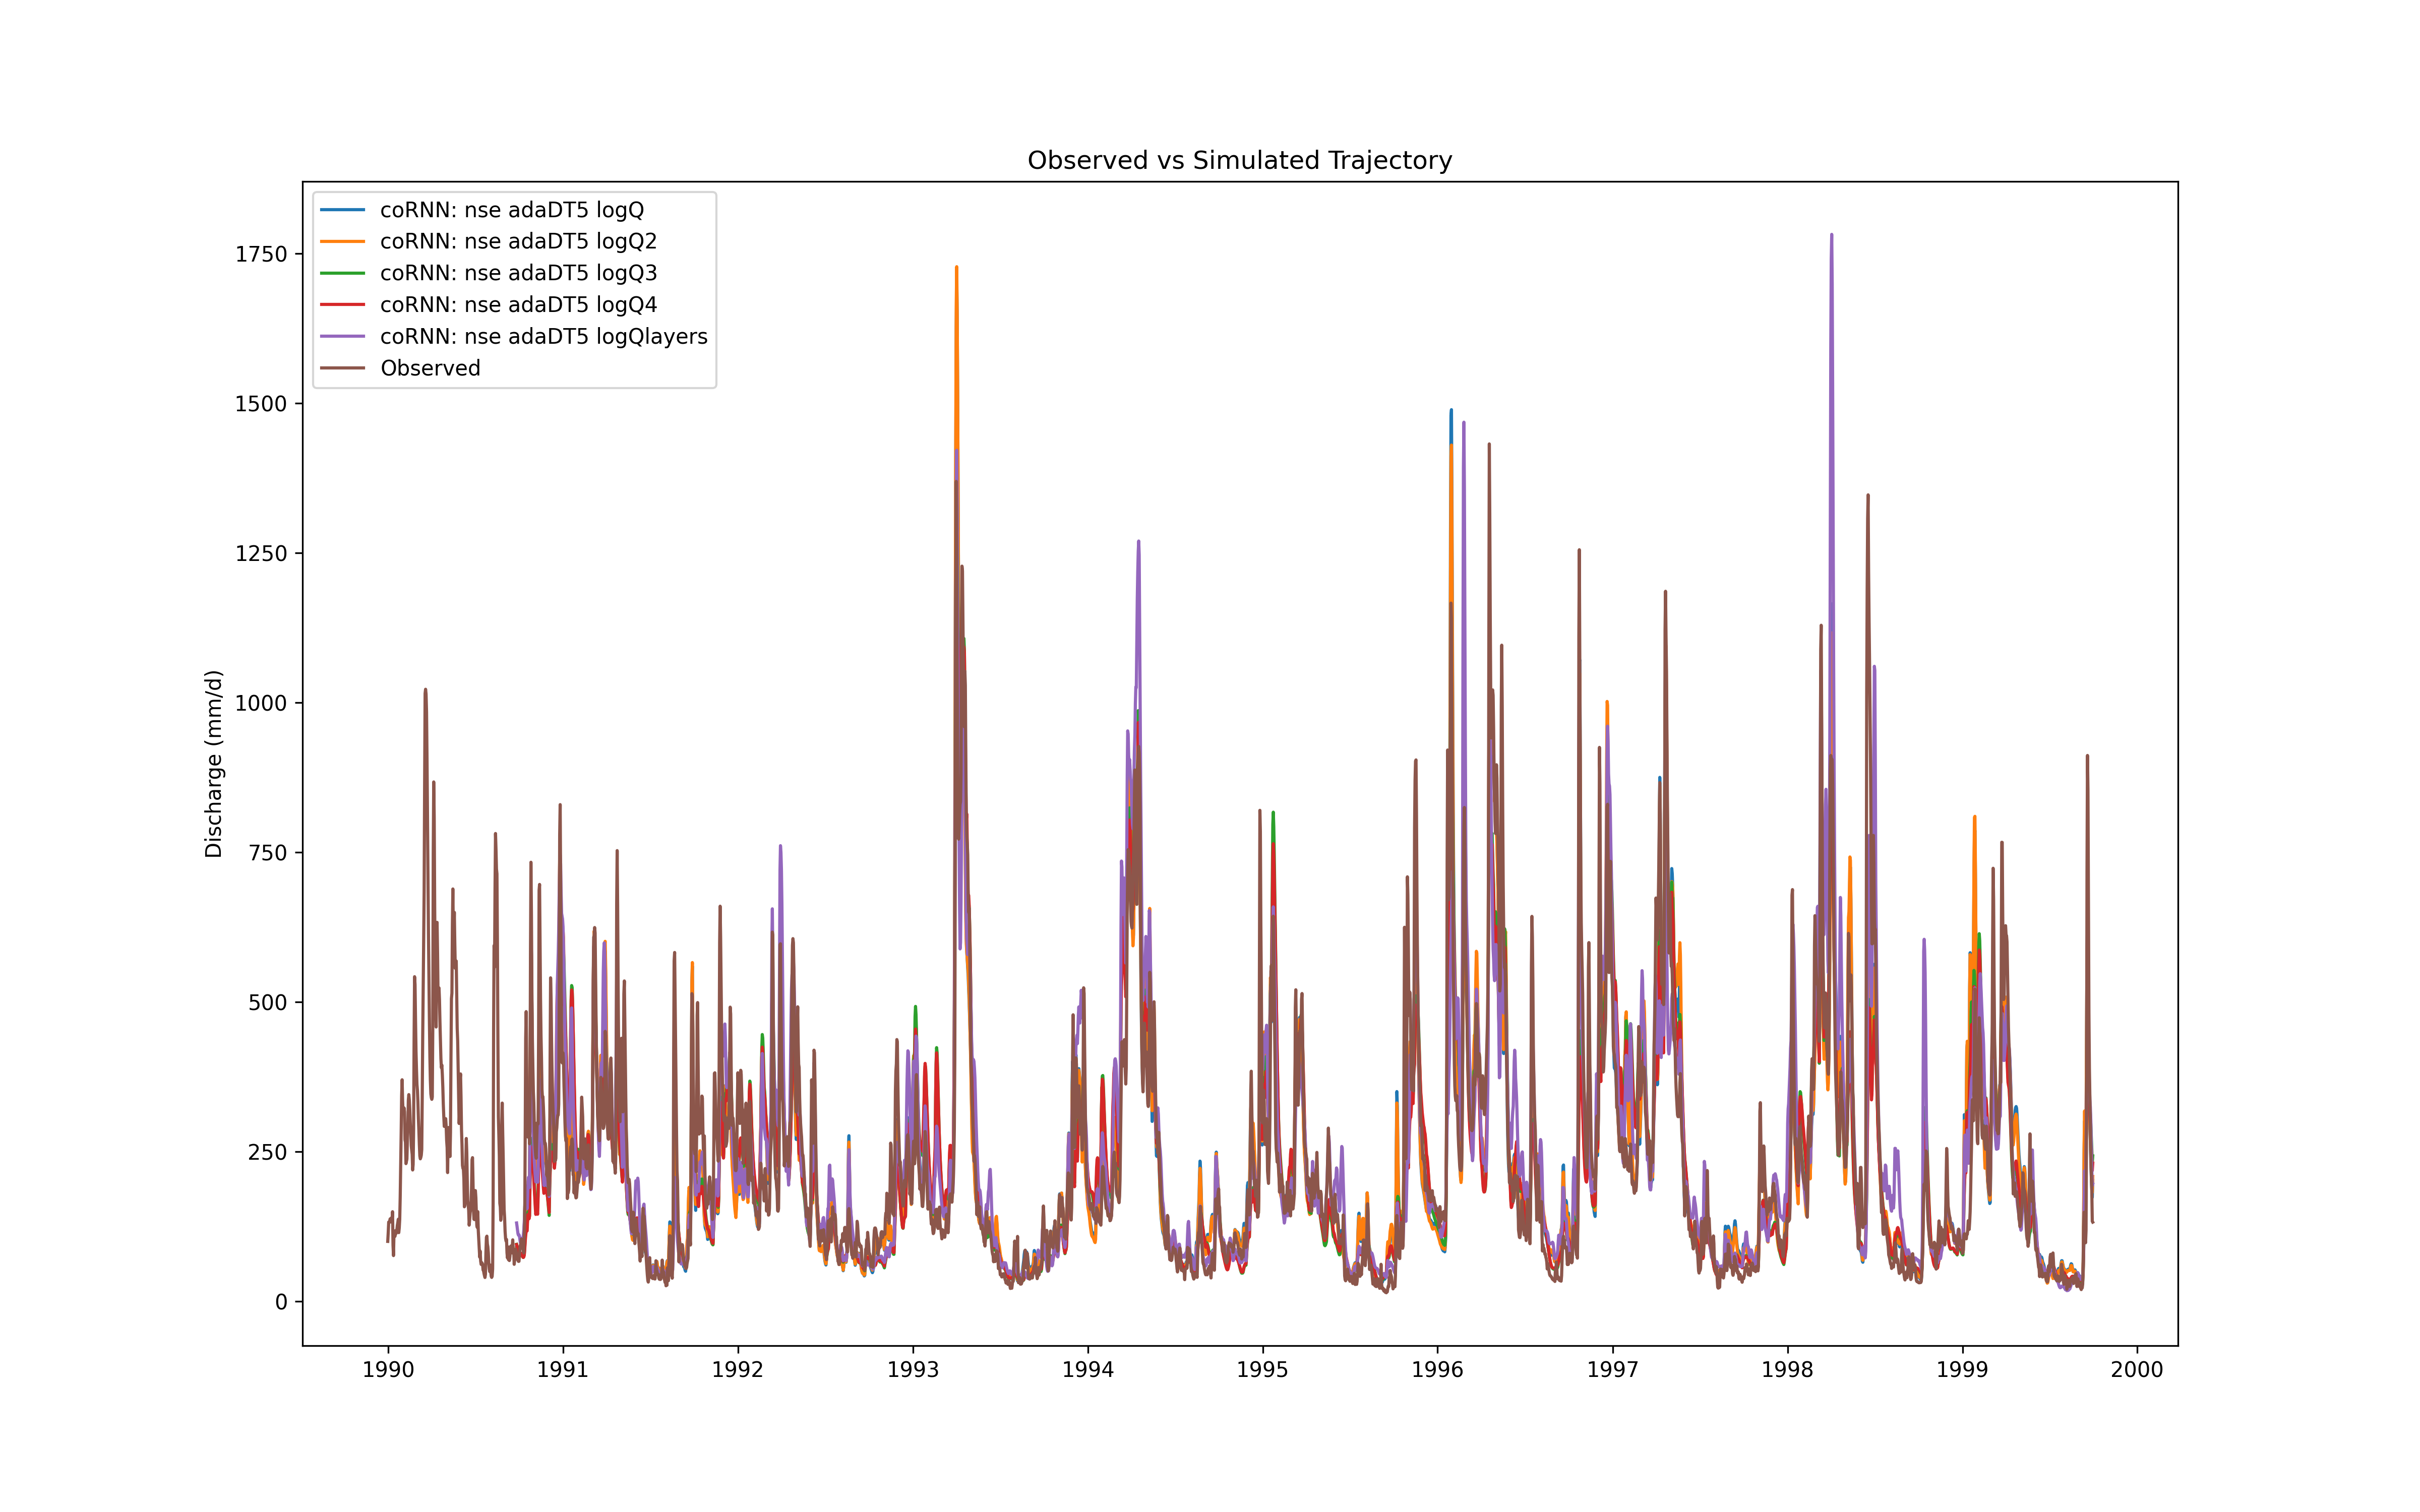 Observed vs Simulated Trajectory
coRNN: nse adaDT5 logQ
coRNN: nse adaDT5 logQ2
coRNN: nse adaDT5 logQ3
coRNN: nse adaDT5 logQ4
coRNN: nse adaDT5 logQlayers
Observed
Discharge (mm/d)
1750
1500
1250
1000
750
500
250
0
1990 1991 1992 1993 1994 1995 1996 1997 1998 1999 2000